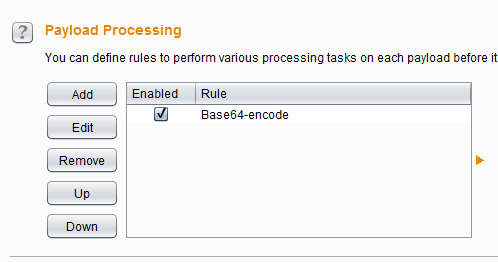 ?
Payload Processing
You can define rules to perform various processing tasks on each payload before it
Add
Enabled Rule
Base64-encode
Edit
Remove
Up
Down